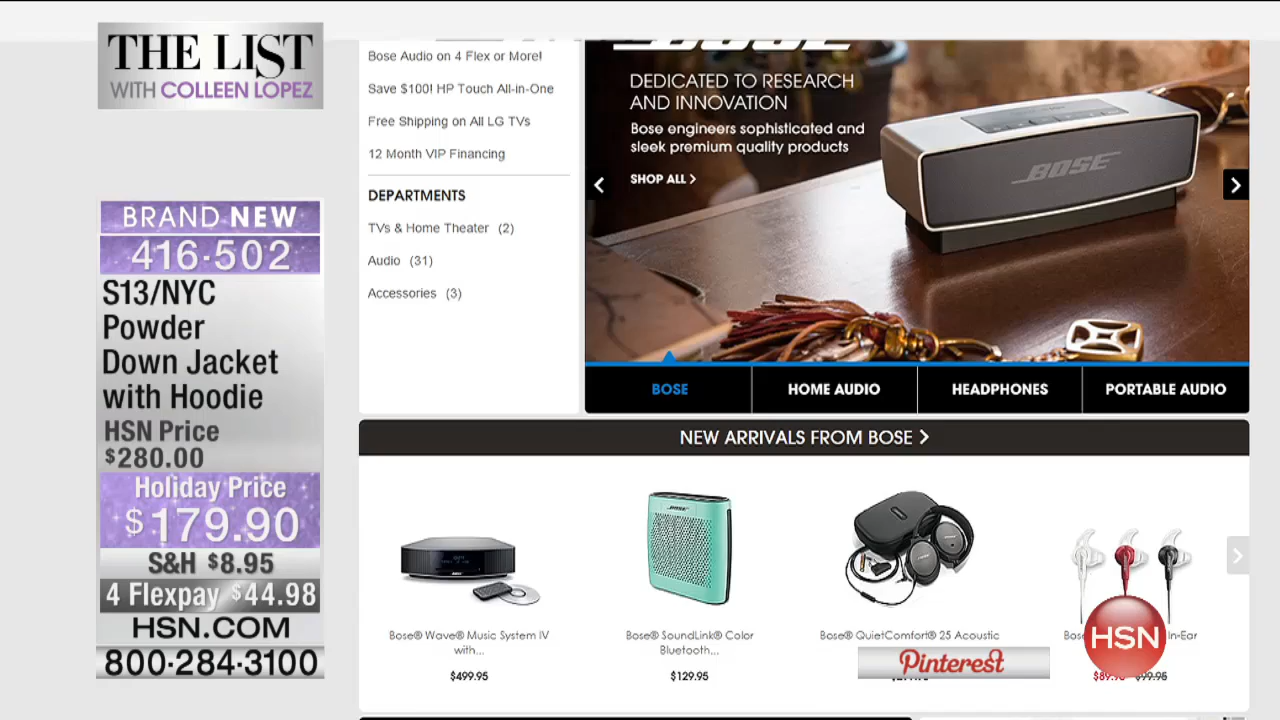 THE LIST
WITH COLLEEN LOPEZ
BRAND NEW
416-502
S13/NYC
Powder
Down Jacket
with Hoodie
HSN Price
$280.00
Holiday Price
$179.90
S&H $8.95
4 Flexpay $44.98
HSN.COM
800·284·3100
Bose Audio on 4 Flex or More!
Save $100! HP Touch All-in-One
Free Shipping on All LG TVs
12 Month VIP Financing
DEPARTMENTS
TVs & Home Theater (2)
Audio (31)
Accessories (3)
BOSE
DEDICATED TO RESEARCH
AND INNOVATION
Bose engineers sophisticated and
sleek premium quality products
SHOP ALL >
BOSE
BOSE
HOME AUDIO
HEADPHONES
PORTABLE AUDIO
NEW ARRIVALS FROM BOSE >
Bose® Wave® Music System IV
with...
$499.95
Bose® SoundLink® Color
Bluetooth...
$129.95
Bose® QuietComfort® 25 Acoustic
Pinterest
In-Ear
$99.95
HSN